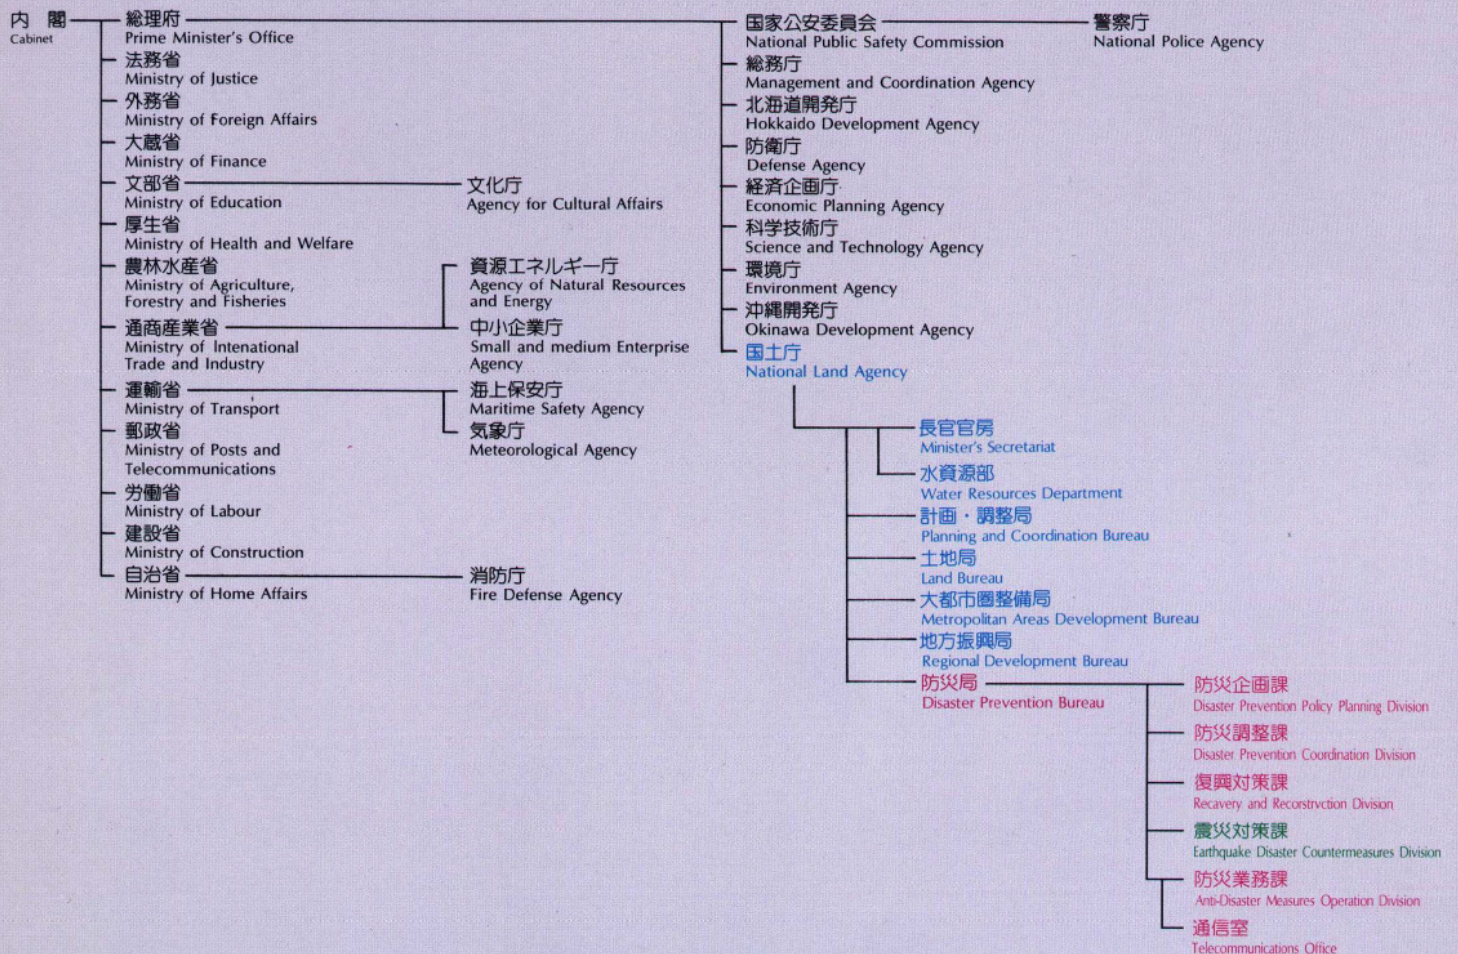 内 閣
Cabinet
総理府
Prime Minister's Office
法務省
Ministry of Justice
外務省
Ministry of Foreign Affairs
大蔵省
Ministry of Finance
文部省
Ministry of Education
文化庁
Agency for Cultural Affairs
厚生省
Ministry of Health and Welfare
農林水産省
Ministry of Agriculture,
Forestry and Fisheries
通商産業省
Ministry of Intenational
Trade and Industry
資源エネルギー庁
Agency of Natural Resources
and Energy
中小企業庁
Small and medium Enterprise
Agency
運輸省
Ministry of Transport
海上保安庁
Maritime Safety Agency
気象庁
Meteorological Agency
郵政省
Ministry of Posts and
Telecommunications
労働省
Ministry of Labour
建設省
Ministry of Construction
自治省
Ministry of Home Affairs
消防庁
Fire Defense Agency
国家公安委員会
National Public Safety Commission
警察庁
National Police Agency
総務庁
Management and Coordination Agency
北海道開発庁
Hokkaido Development Agency
防衛庁
Defense Agency
経済企画庁
Economic Planning Agency
科学技術庁
Science and Technology Agency
環境庁
Environment Agency
沖縄開発庁
Okinawa Development Agency
国土庁
National Land Agency
長官官房
Minister's Secretariat
水資源部
Water Resources Department
計画・調整局
Planning and Coordination Bureau
土地局
Land Bureau
大都市圏整備局
Metropolitan Areas Development Bureau
地方振興局
Regional Development Bureau
防災局
Disaster Prevention Bureau
防災企画課
Disaster Prevention Policy Planning Division
防災調整課
Disaster Prevention Coordination Division
復興対策課
Recavery and Recorstrvction Division
震災対策課
Earthquake Disaster Countermeasures Division
防災業務課
Anti-Disaster Measures Operation Division
通信室
Telecommunications Office